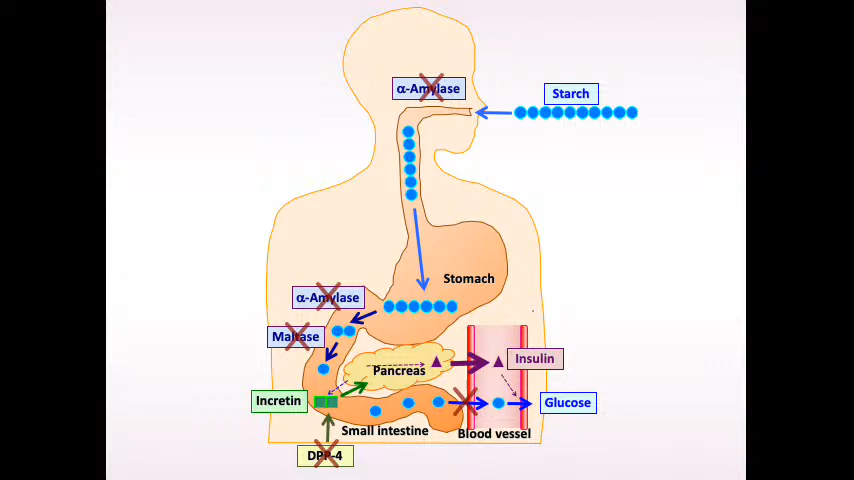 α-Amylase
Starch
Stomach
α-Amylase
Maltase
Insulin
Pancreas
Incretin
Glucose
Small intestine
Blood vessel
DPP-4